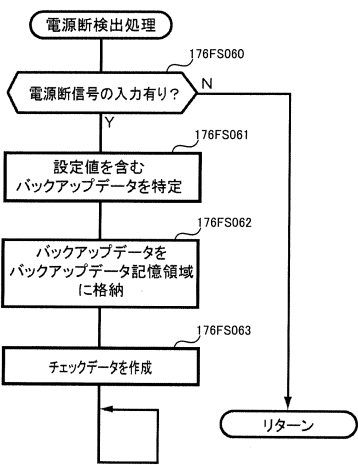 電源断検出処理
176FS060
電源断信号の入力有り?
N
Y
176FS061
設定値を含む
バックアップデータを特定
176FS062
バックアップデータを
バックアップデータ記憶領域
に格納
176FS063
チェックデータを作成
リターン